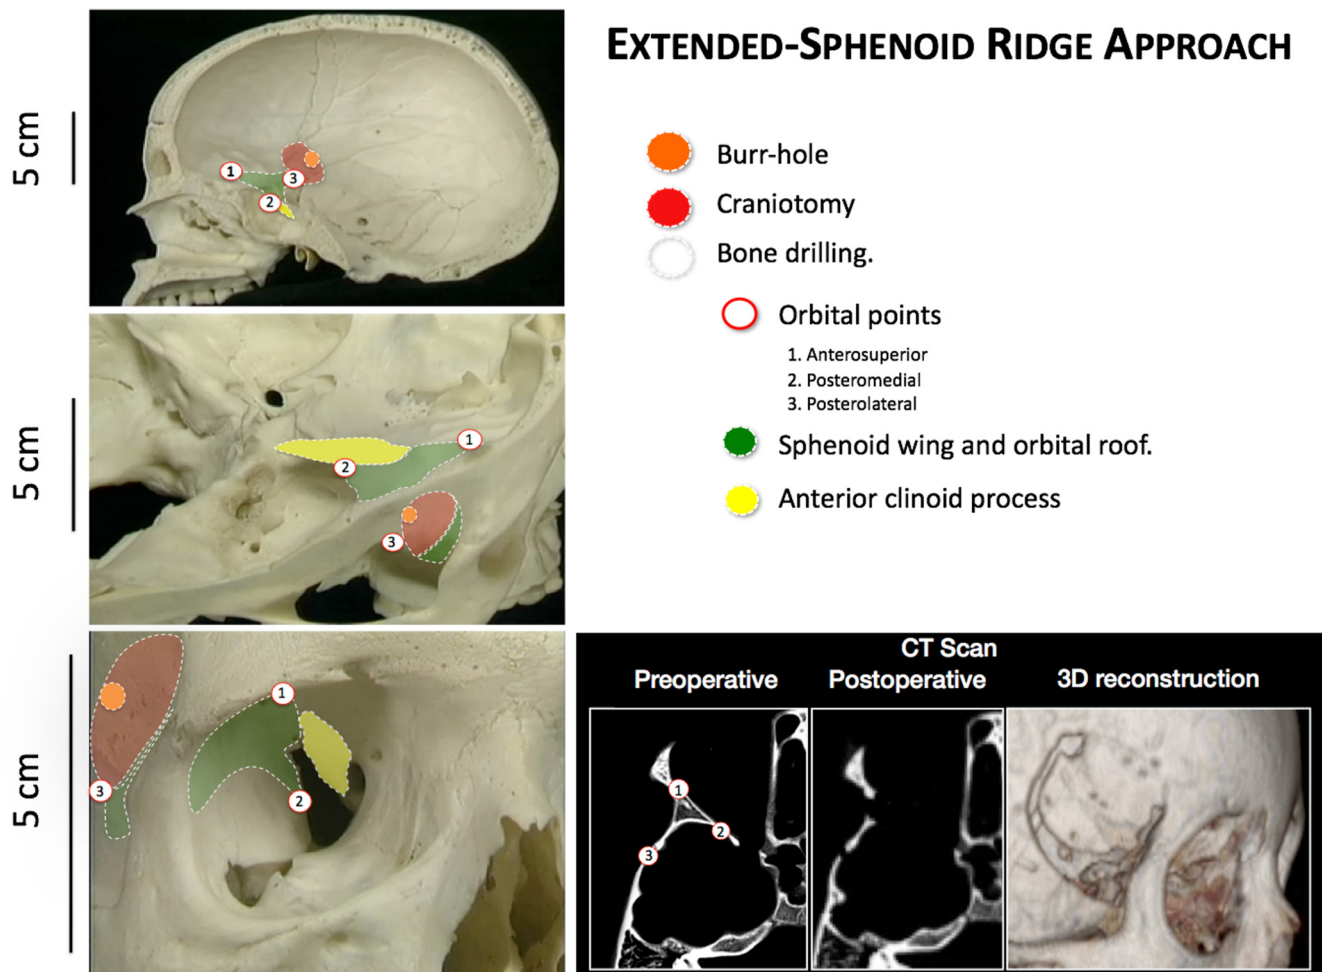 EXTENDED-SPHENOID RIDGE APPROACH
5 cm
1
2
3
Burr-hole
Craniotomy
Bone drilling.
Orbital points
1. Anterosuperior
2. Posteromedial
3. Posterolateral
Sphenoid wing and orbital roof.
Anterior clinoid process
5 cm
1
2
3
5 cm
1
2
3
CT Scan
Preoperative
Postoperative
3D reconstruction
1
2
3